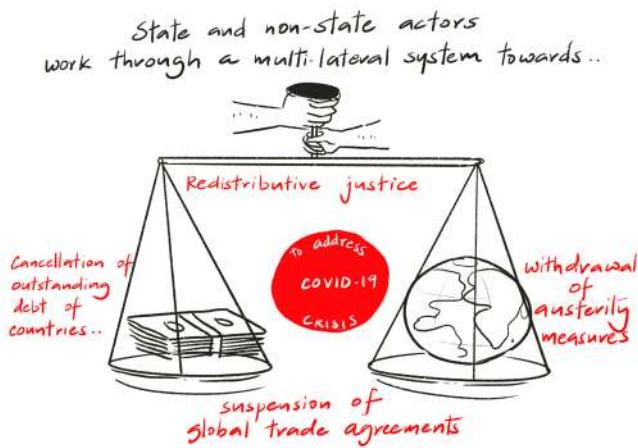 State and non-state actors
work through a multi-lateral system towards..
Redistributive justice
Cancellation of
outstanding
debt of
countries..
to address
COVID-19
CRISIS
withdrawal
of
austerity
measures
suspension of
global trade agreements